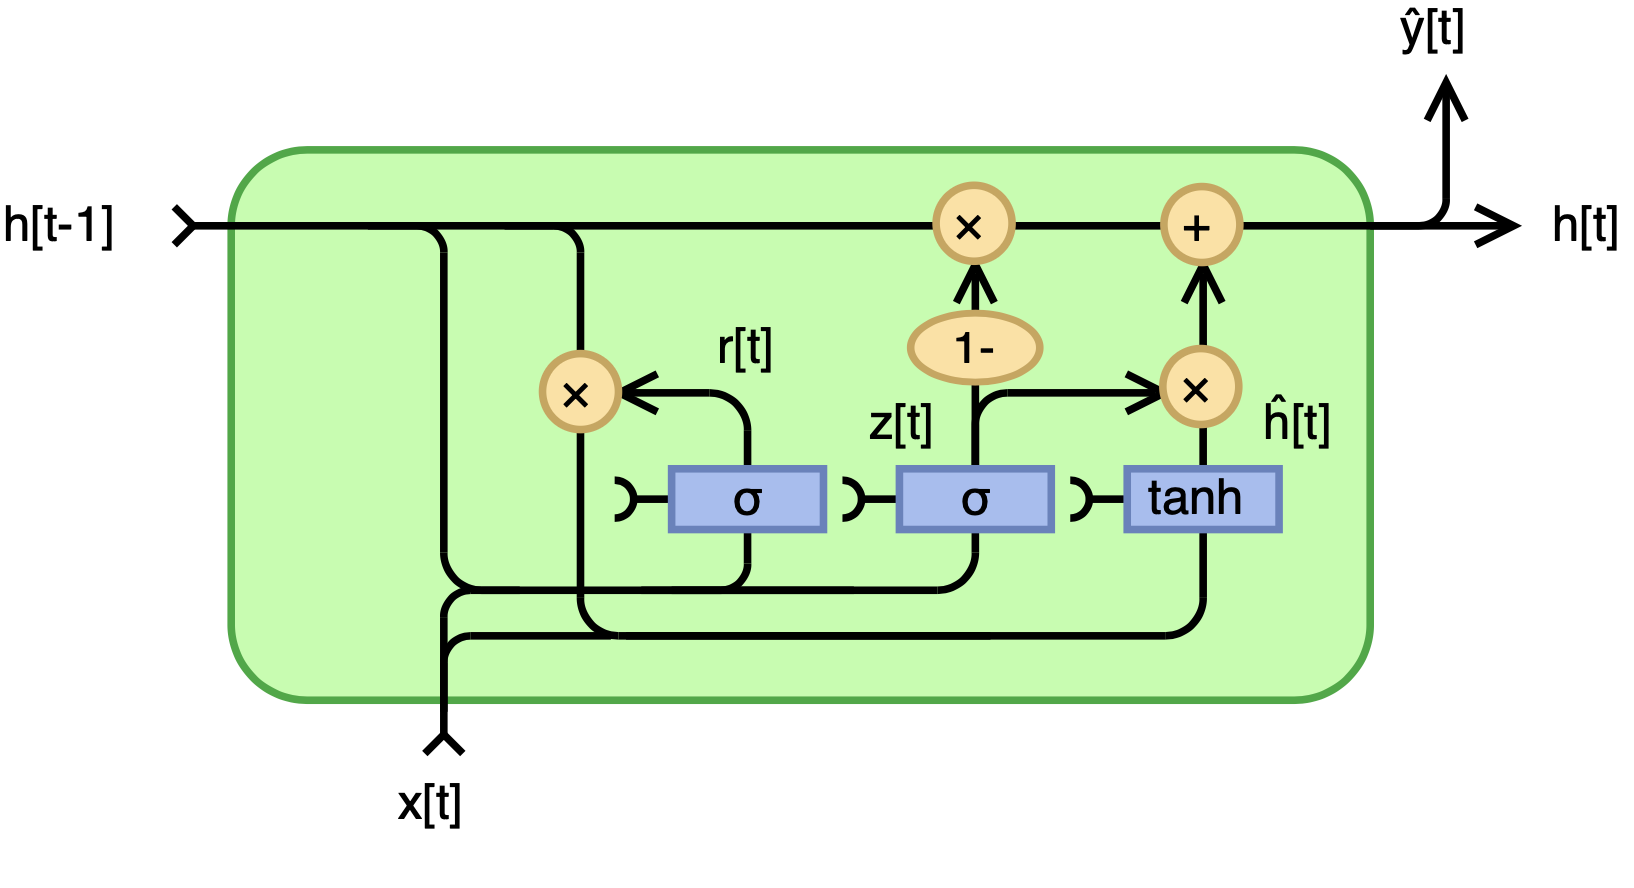 ŷ[t]
h[t-1]
×
+
h[t]
r[t]
1-
×
×
z[t]
ĥ[t]
σ
σ
tanh
x[t]